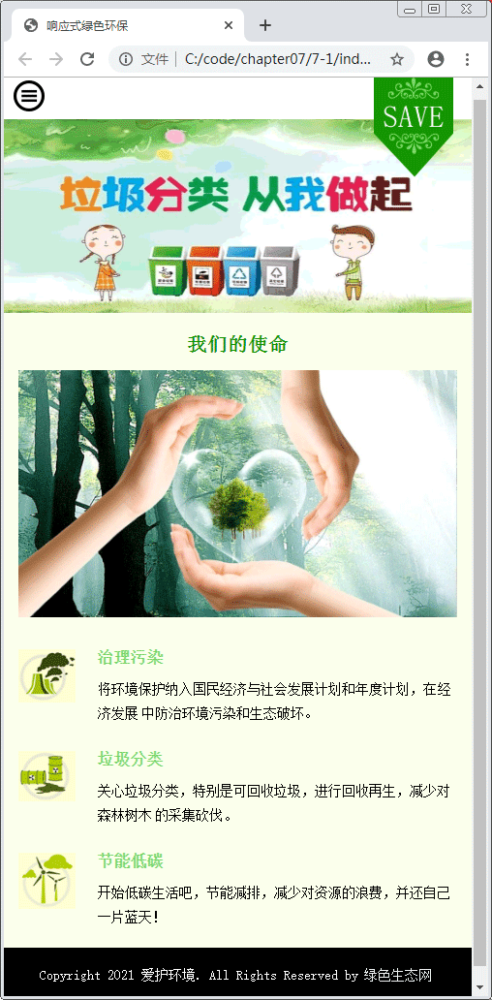 响应式绿色环保
文件 | C:/code/chapter07/7-1/ind...
SAVE
垃圾分类 从我做起
我们的使命
治理污染
将环境保护纳入国民经济与社会发展计划和年度计划，在经
济发展 中防治环境污染和生态破坏。
垃圾分类
关心垃圾分类，特别是可回收垃圾，进行回收再生，减少对
森林树木 的采集砍伐。
节能低碳
开始低碳生活吧，节能减排，减少对资源的浪费，并还自己
一片蓝天！
Copyright 2021 爱护环境. All Rights Reserved by 绿色生态网